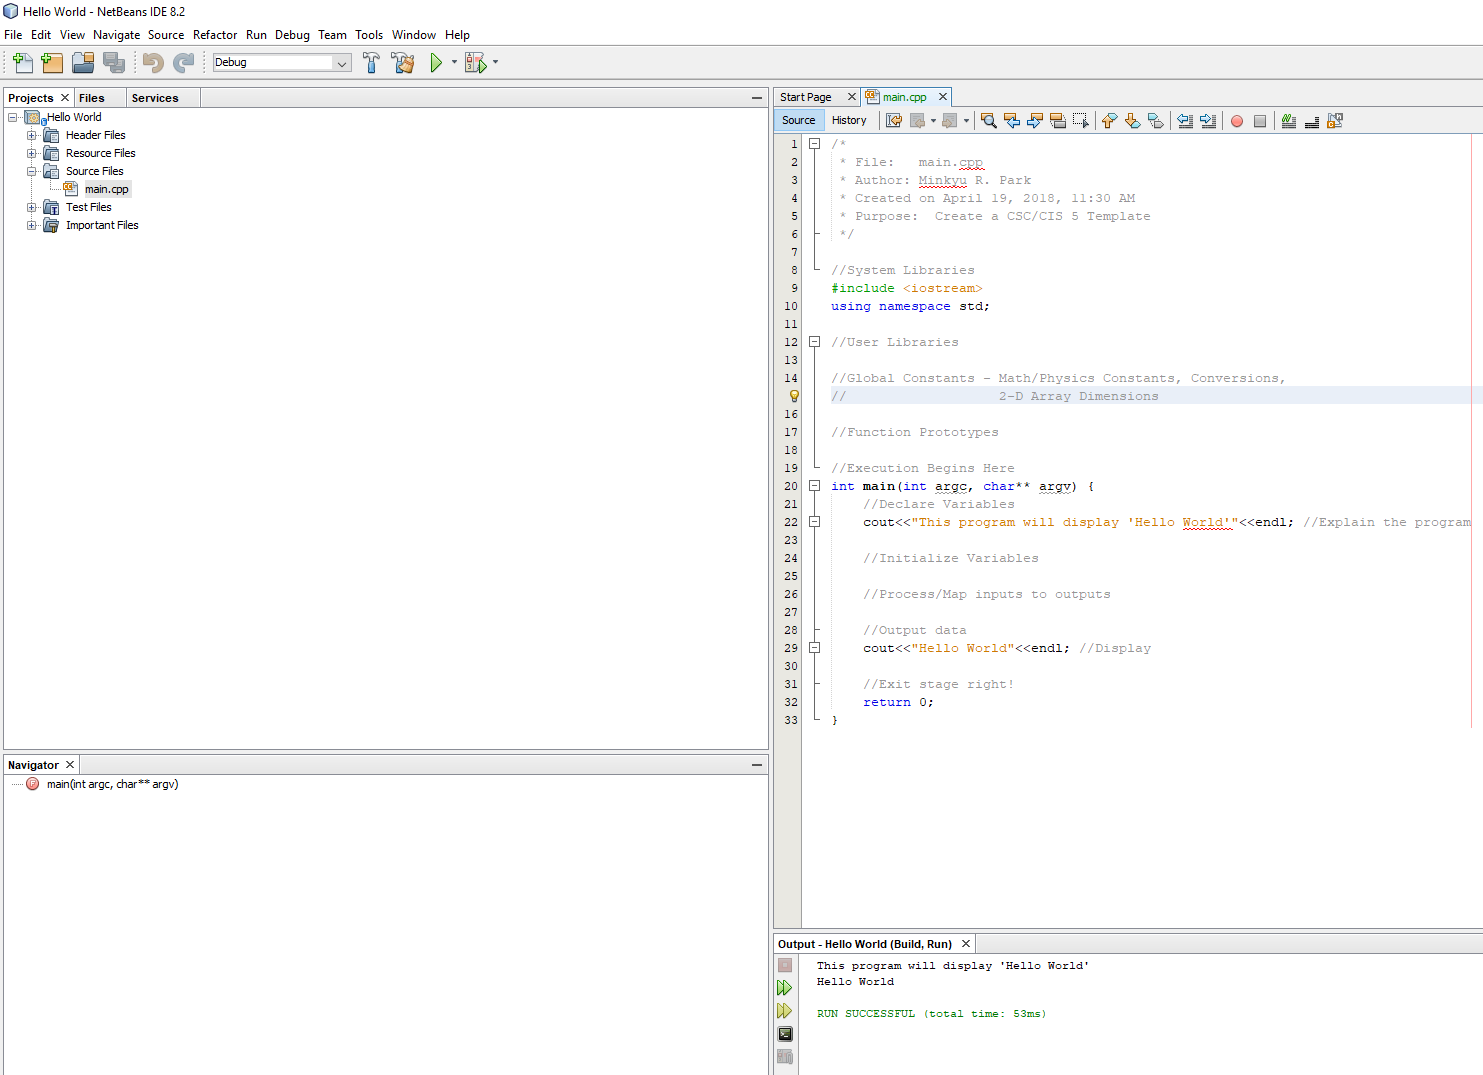 Hello World - NetBeans IDE 8.2
File Edit View Navigate Source Refactor Run Debug Team Tools Window Help
Debug
Projects Files Services
Hello World
Header Files
Resource Files
Source Files
main.cpp
Test Files
Important Files
Navigator
main(int argc, char** argv)
Start Page main.cpp
Source History
1 /*
2 * File:   main.cpp
3 * Author: Minkyu R. Park
4 * Created on April 19, 2018, 11:30 AM
5 * Purpose:  Create a CSC/CIS 5 Template
6 */
7
8 //System Libraries
9 #include <iostream>
10 using namespace std;
11
12 //User Libraries
13
14 //Global Constants - Math/Physics Constants, Conversions,
//                   2-D Array Dimensions
16
17 //Function Prototypes
18
19 //Execution Begins Here
20 int main(int argc, char** argv) {
21     //Declare Variables
22     cout<<"This program will display 'Hello World'"<<endl; //Explain the program
23
24     //Initialize Variables
25
26     //Process/Map inputs to outputs
27
28     //Output data
29     cout<<"Hello World"<<endl; //Display
30
31     //Exit stage right!
32     return 0;
33 }
Output - Hello World (Build, Run)
This program will display 'Hello World'
Hello World
RUN SUCCESSFUL (total time: 53ms)